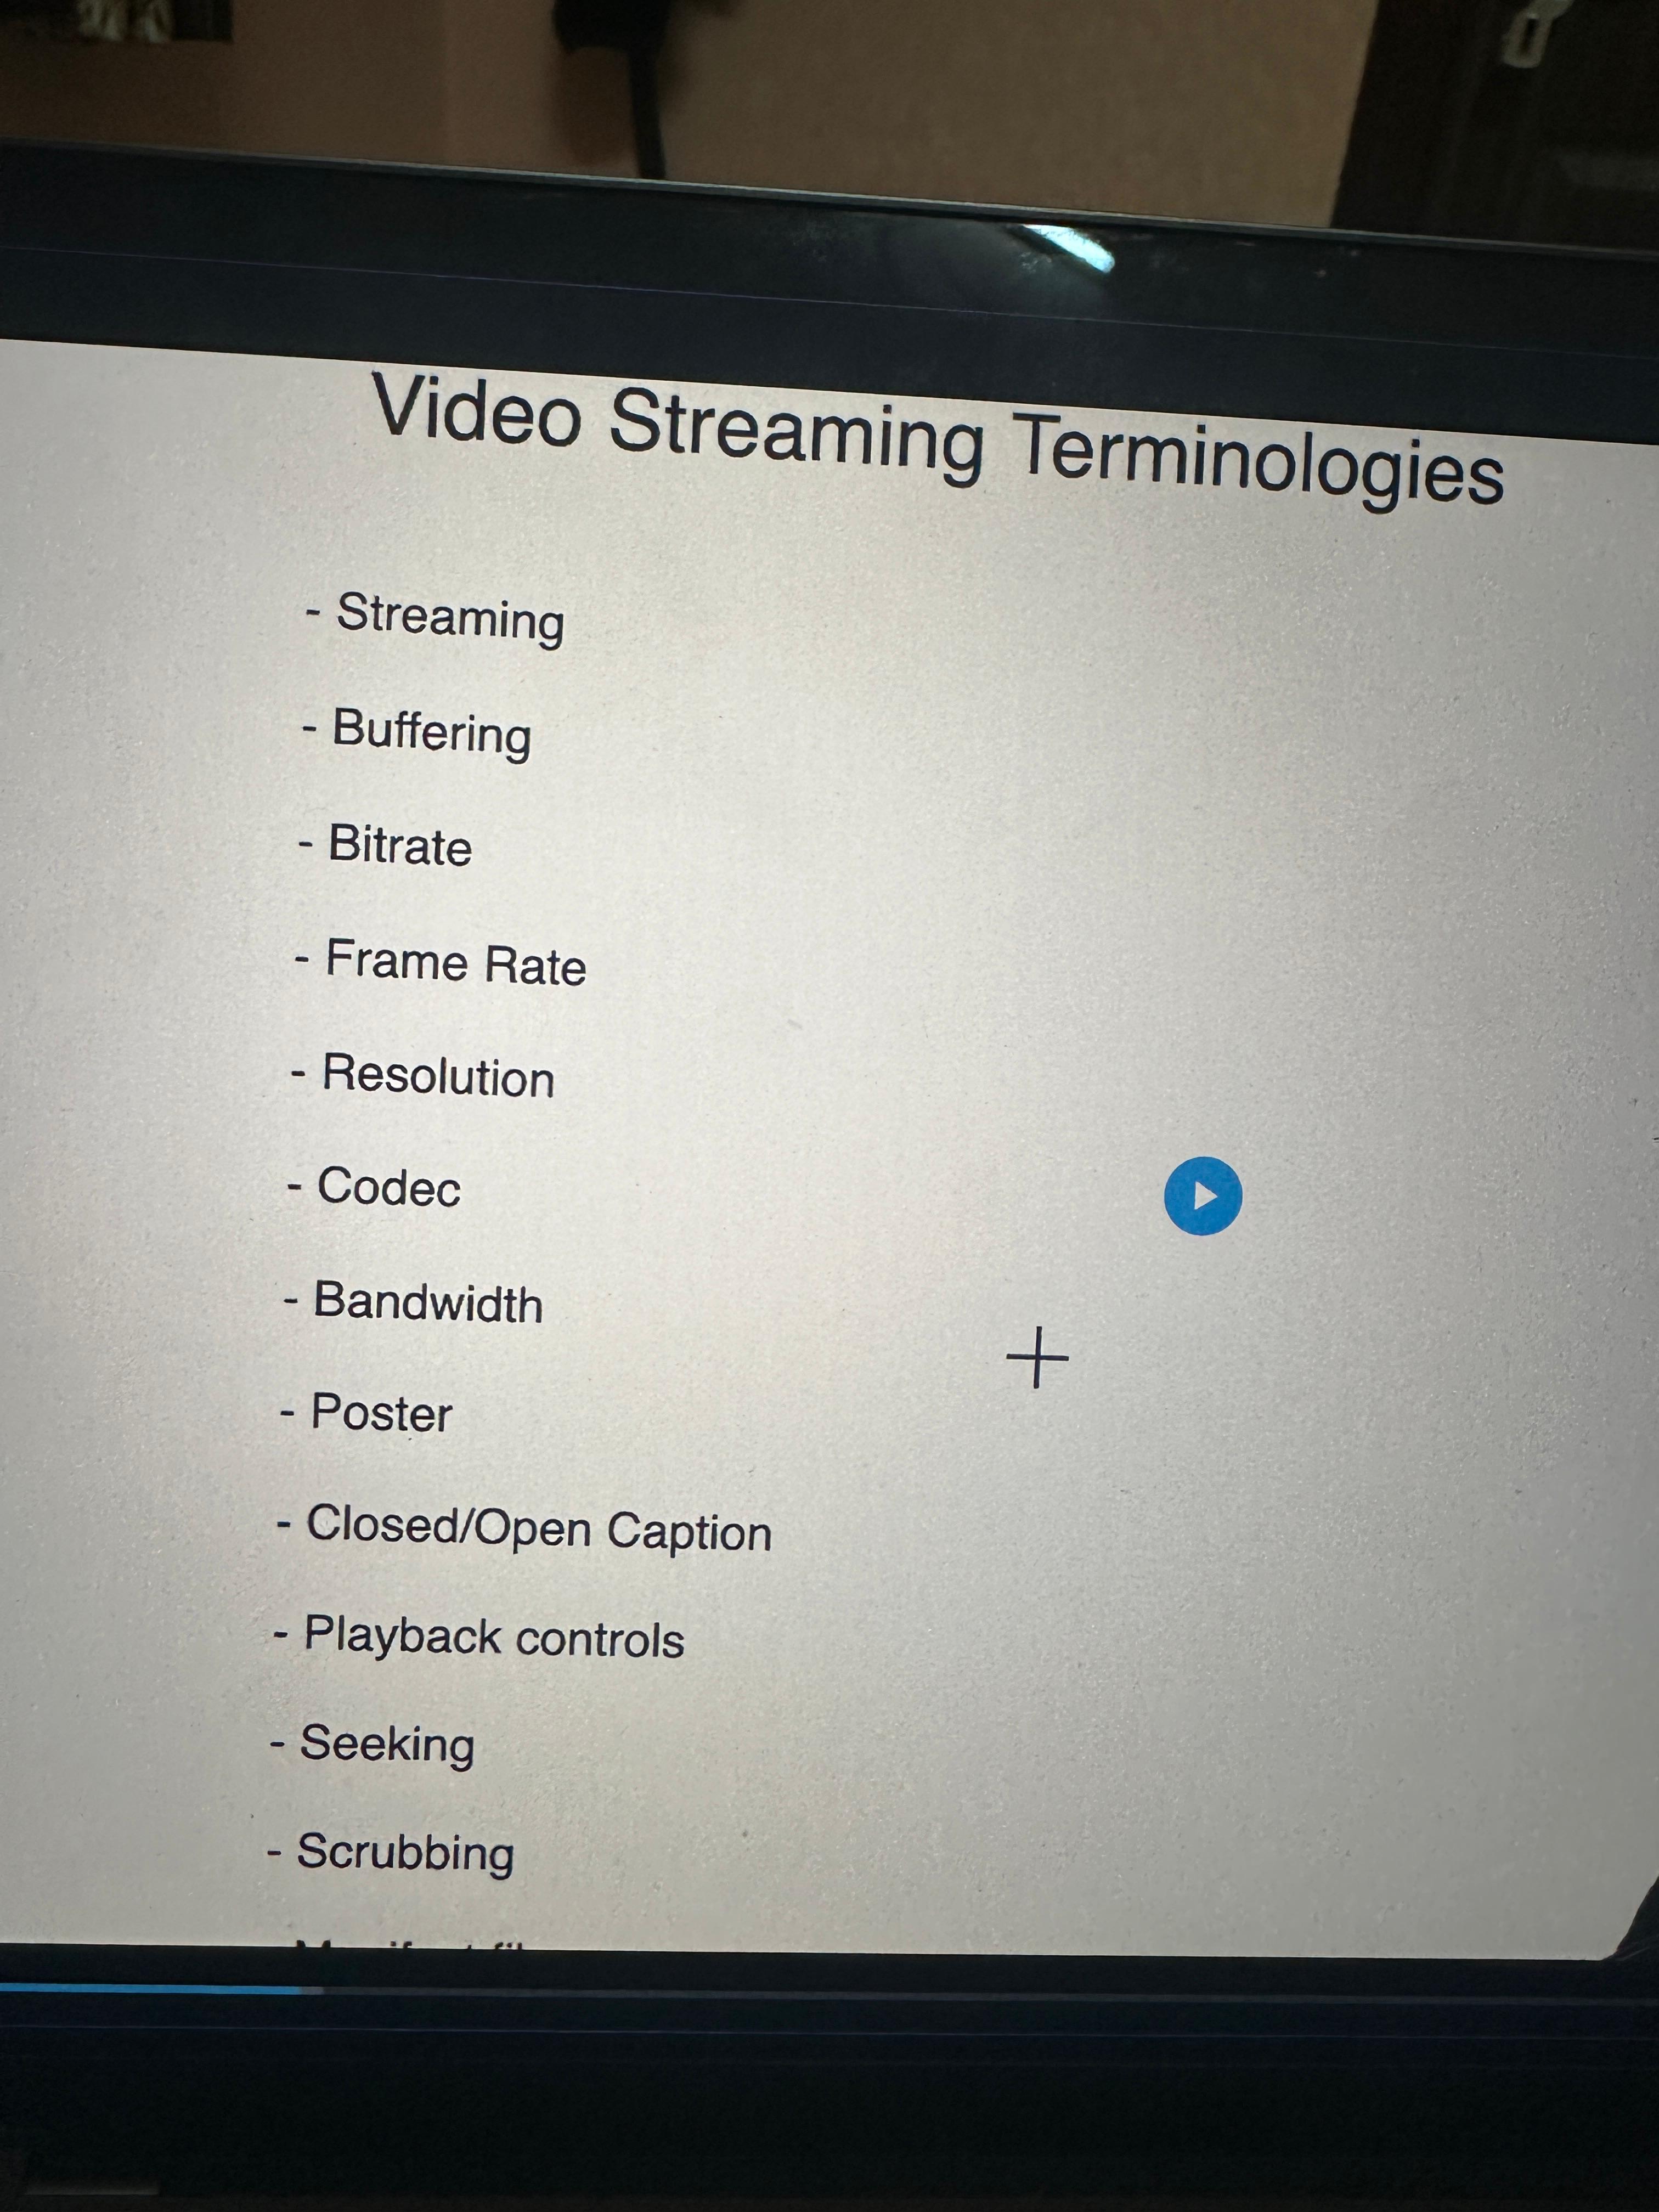 Video Streaming Terminologies
- Streaming
- Buffering
- Bitrate
- Frame Rate
- Resolution
- Codec
- Bandwidth
- Poster
- Closed/Open Caption
- Playback controls
- Seeking
- Scrubbing